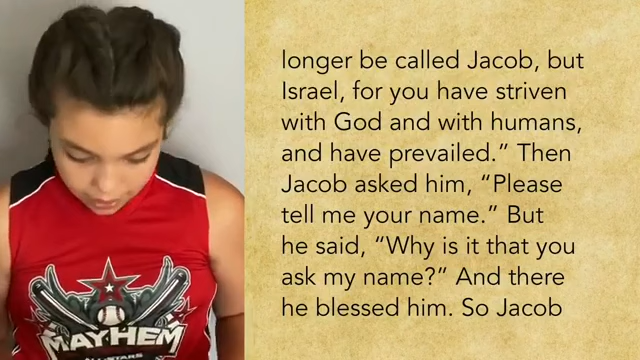 longer be called Jacob, but
Israel, for you have striven
with God and with humans,
and have prevailed.” Then
Jacob asked him, “Please
tell me your name.” But
he said, “Why is it that you
ask my name?” And there
he blessed him. So Jacob
MAYHEM
ALL-STARS